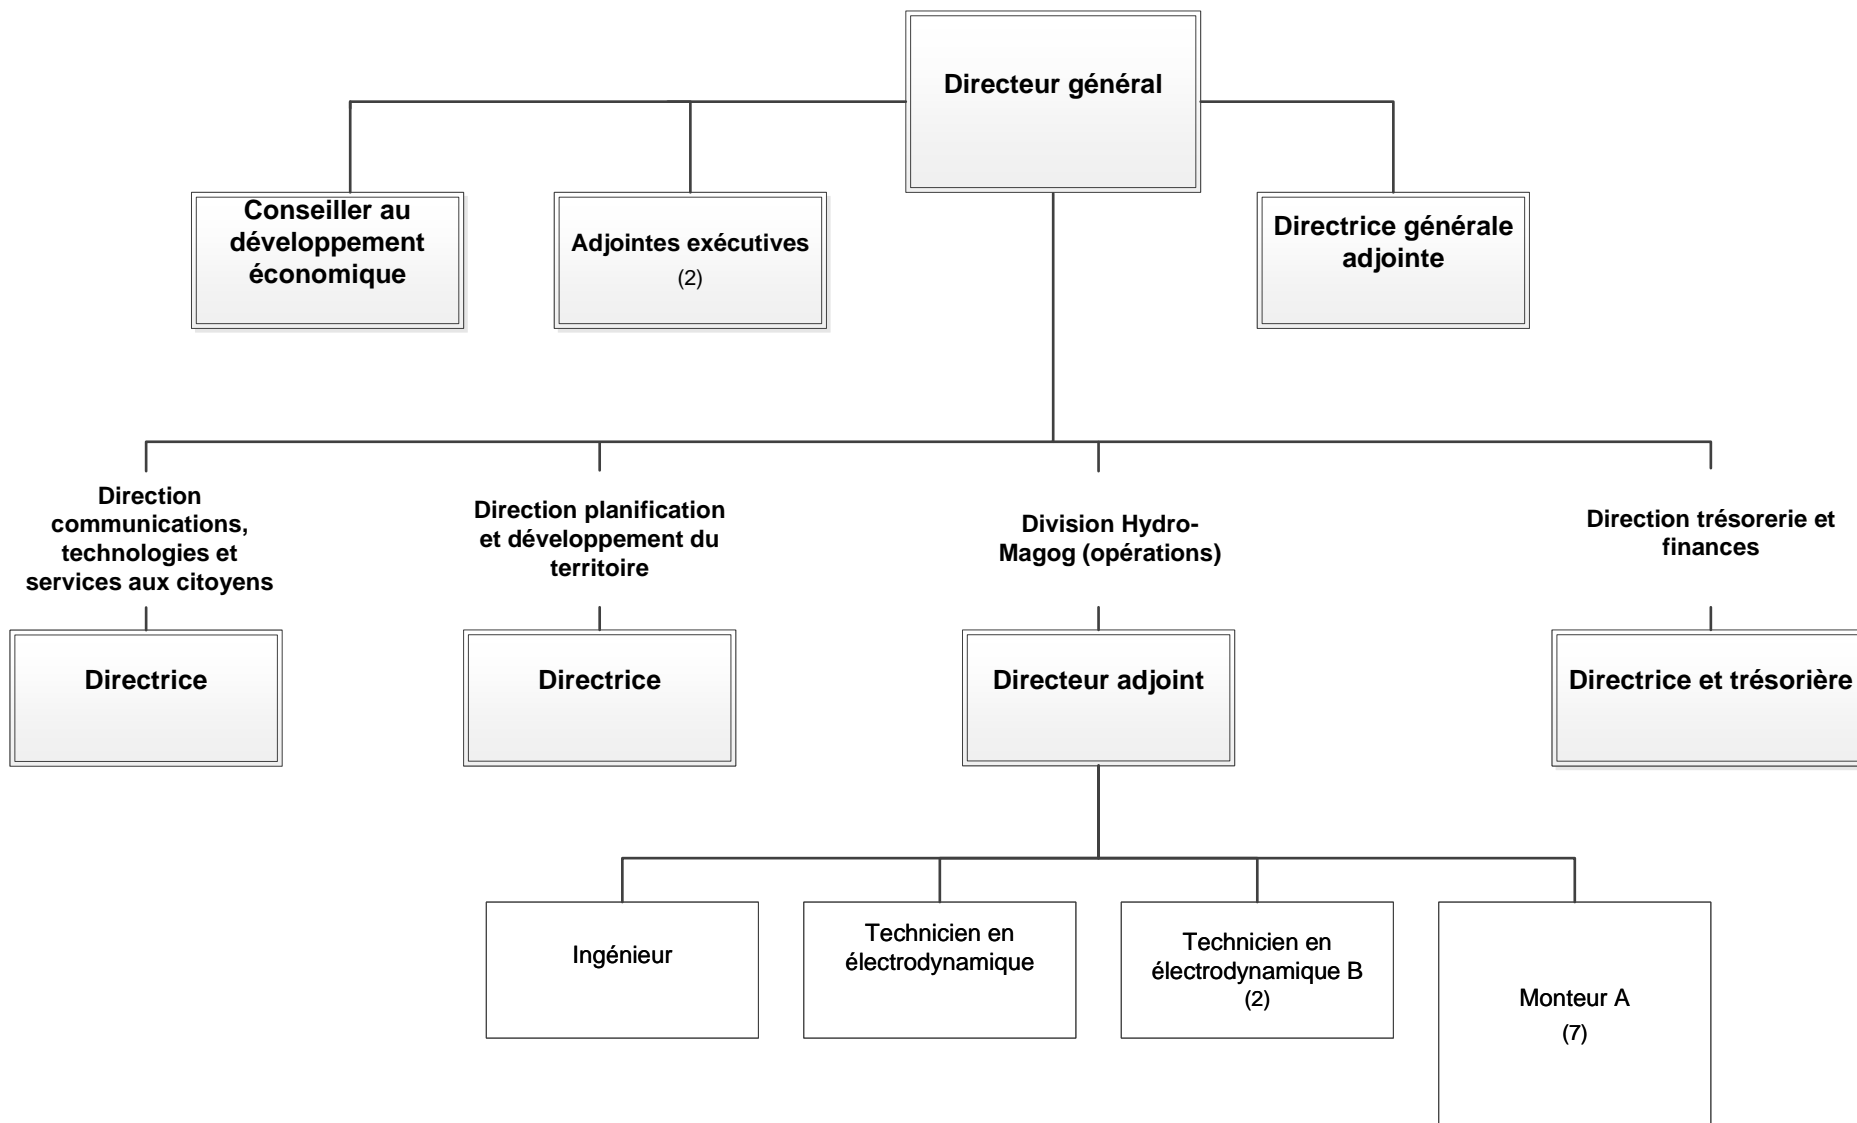 Directeur général
Conseiller au
développement
économique
Adjointes exécutives
(2)
Directrice générale
adjointe
Direction
communications,
technologies et
services aux citoyens
Direction planification
et développement du
territoire
Division Hydro-
Magog (opérations)
Direction trésorerie et
finances
Directrice
Directrice
Directeur adjoint
Directrice et trésorière
Ingénieur
Technicien en
électrodynamique
Technicien en
électrodynamique B
(2)
Monteur A
(7)